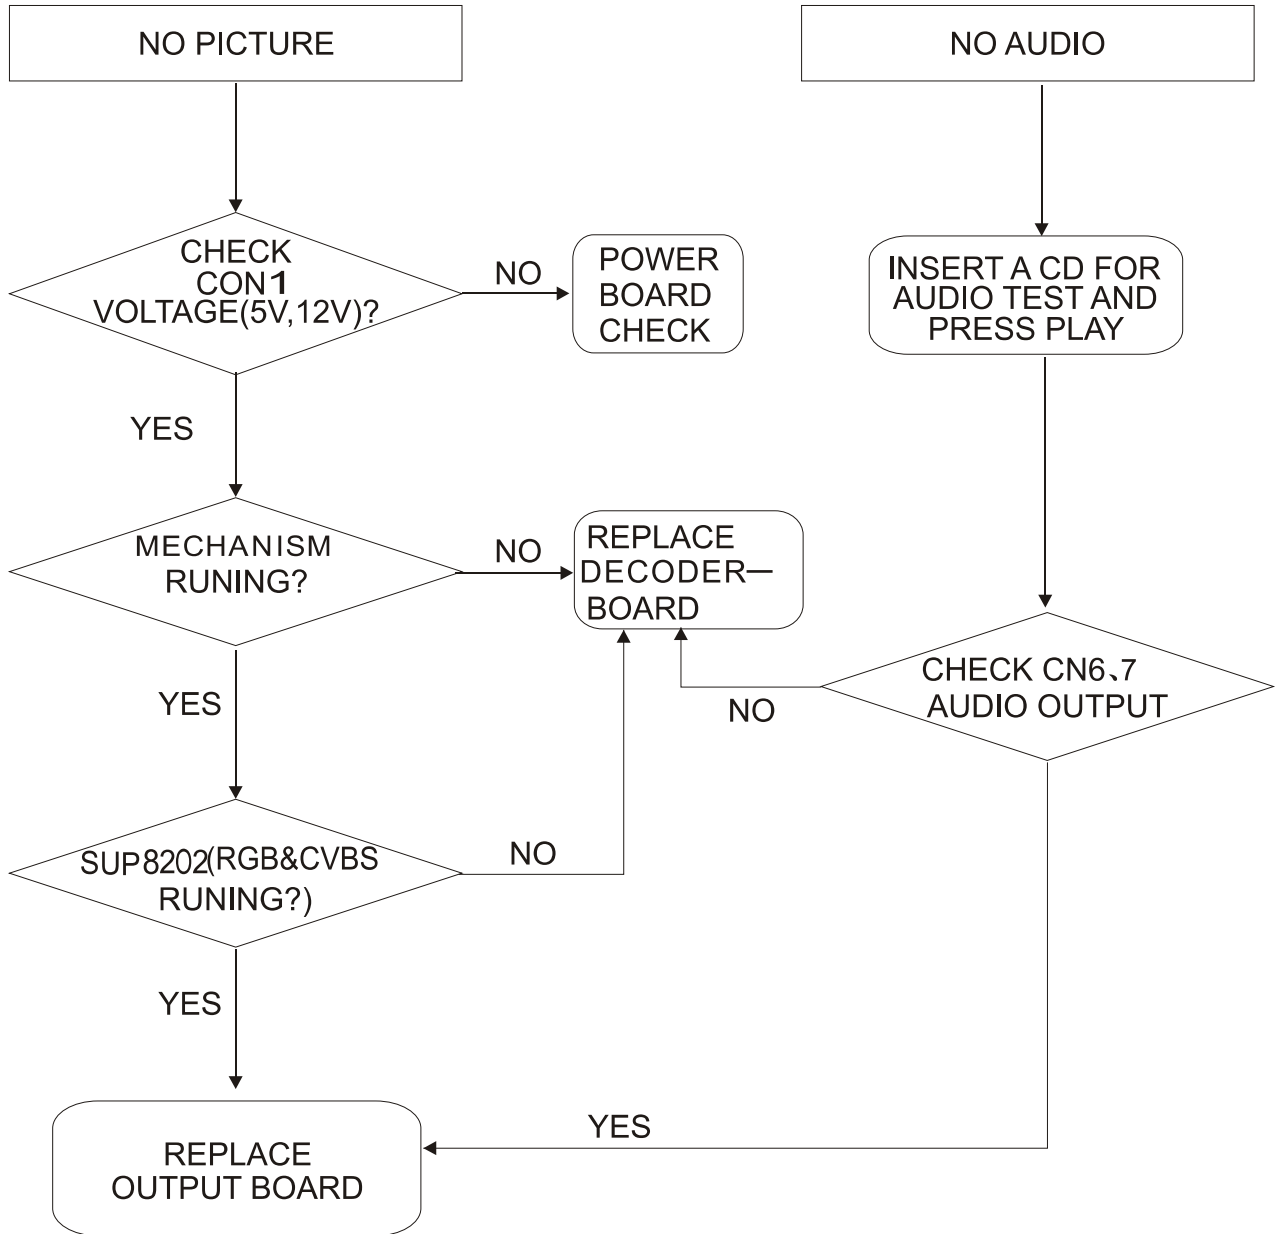 NO PICTURE
CHECK
CON1
VOLTAGE(5V,12V)?
NO
POWER
BOARD
CHECK
YES
MECHANISM
RUNING?
NO
REPLACE
DECODER—
BOARD
YES
SUP8202(RGB&CVBS
RUNING?)
NO
YES
REPLACE
OUTPUT BOARD
NO AUDIO
INSERT A CD FOR
AUDIO TEST AND
PRESS PLAY
CHECK CN6、7
AUDIO OUTPUT
NO
YES